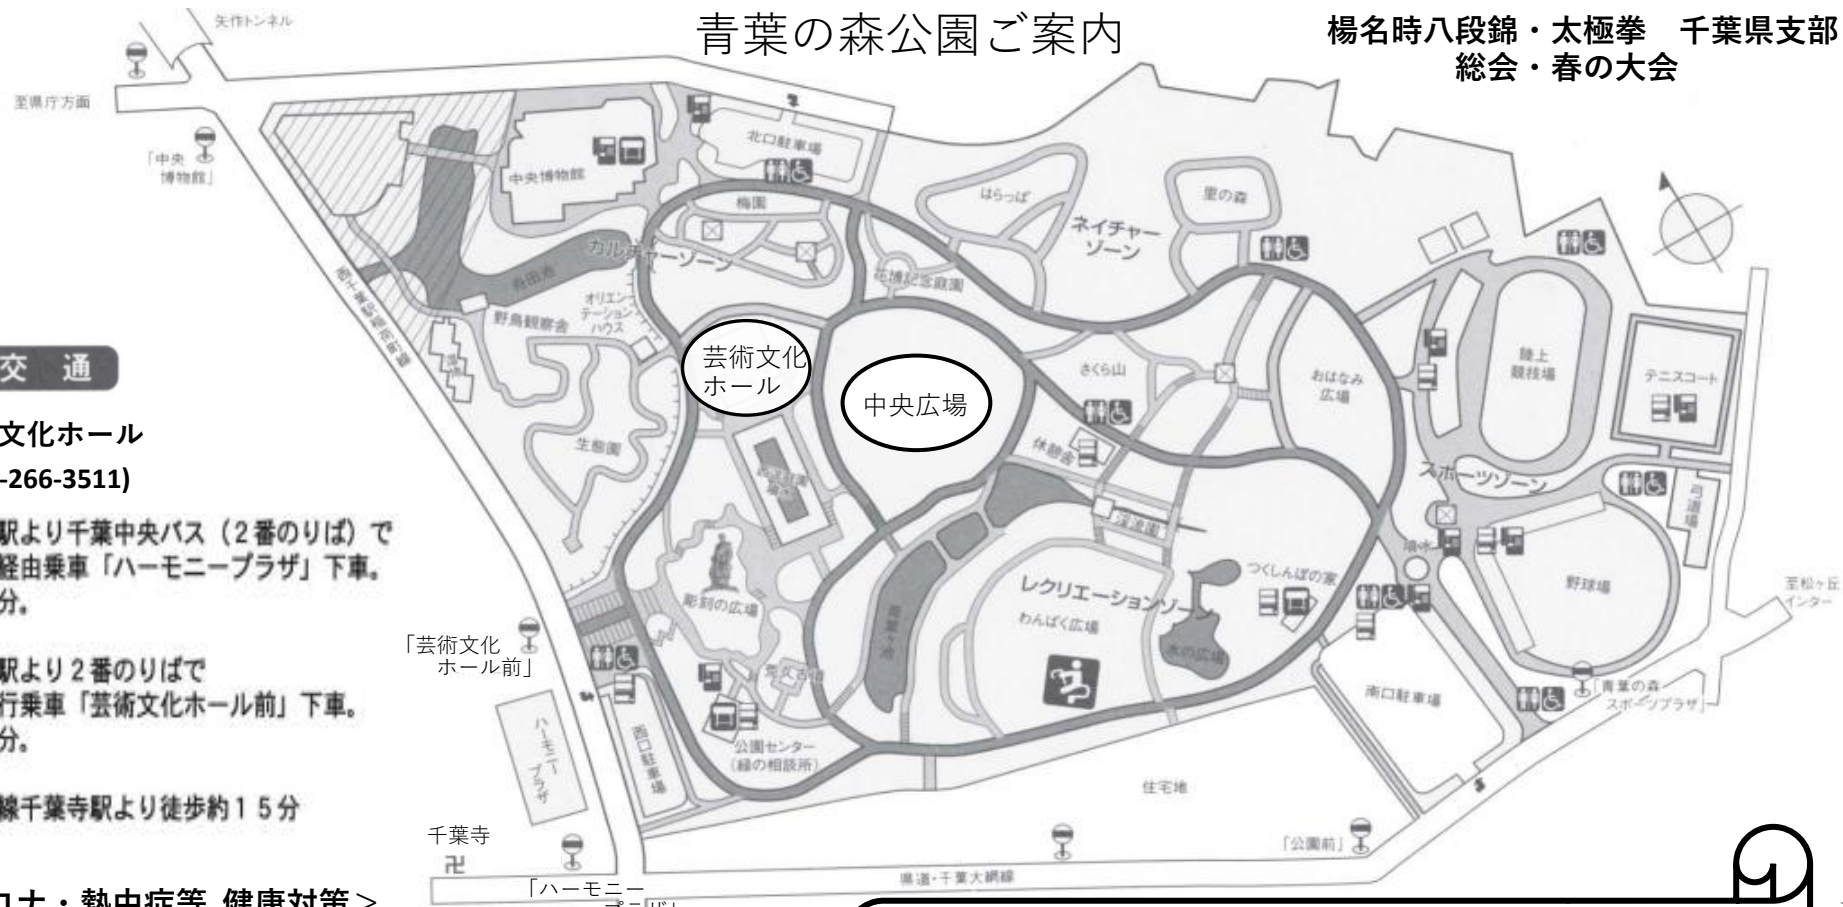 青葉の森公園ご案内
楊名時八段錦・太極拳　千葉県支部
総会・春の大会
矢作トンネル
至県庁方面
「中央
博物館」
中央博物館
北口駐車場
梅園
はらっぱ
里の森
ネイチャー
ゾーン
カルチャーゾーン
舟田池
花博記念庭園
オリエン
テーション
ハウス
野鳥観察舎
芸術文化
ホール
中央広場
さくら山
おはなみ
広場
陸上
競技場
テニスコート
交　通
文化ホール
-266-3511)
生態園
休憩舎
スポーツゾーン
弓道場
駅より千葉中央バス（２番のりば）で
経由乗車「ハーモニープラザ」下車。
分。
彫刻の広場
レクリエーションゾーン
わんぱく広場
つくしんぼの家
水の広場
野球場
至松ヶ丘
インター
駅より２番のりばで
行乗車「芸術文化ホール前」下車。
分。
「芸術文化
ホール前」
荒久古墳
南口駐車場
「青葉の森
スポーツプラザ」
ハーモニー
プラザ
西口駐車場
公園センター
（緑の相談所）
住宅地
線千葉寺駅より徒歩約１５分
千葉寺
卍
「公園前」
県道・千葉大網線
「ハーモニー
プラザ」
ロナ・熱中症等 健康対策＞